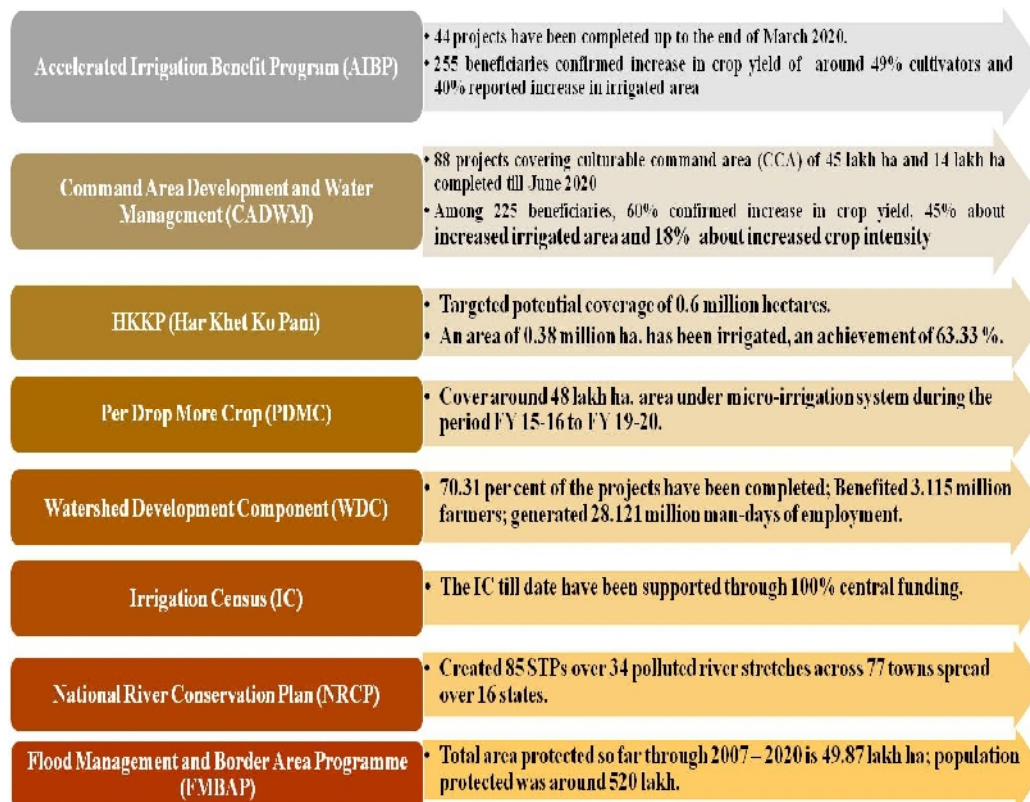 Accelerated Irrigation Benefit Program (AIBP)
• 44 projects have been completed up to the end of March 2020.
• 255 beneficiaries confirmed increase in crop yield of around 49% cultivators and
40% reported increase in irrigated area
Command Area Development and Water
Management (CADWM)
• 88 projects covering culturable command area (CCA) of 45 lakh ha and 14 lakh ha
completed till June 2020
• Among 225 beneficiaries, 60% confirmed increase in crop yield, 45% about
increased irrigated area and 18% about increased crop intensity
HKKP (Har Khet Ko Pani)
• Targeted potential coverage of 0.6 million hectares.
• An area of 0.38 million ha. has been irrigated, an achievement of 63.33 %.
Per Drop More Crop (PDMC)
• Cover around 48 lakh ha. area under micro-irrigation system during the
period FY 15-16 to FY 19-20.
Watershed Development Component (WDC)
• 70.31 per cent of the projects have been completed; Benefited 3.115 million
farmers; generated 28.121 million man-days of employment.
Irrigation Census (IC)
• The IC till date have been supported through 100% central funding.
National River Conservation Plan (NRCP)
• Created 85 STPs over 34 polluted river stretches across 77 towns spread
over 16 states.
Flood Management and Border Area Programme
(FMBAP)
• Total area protected so far through 2007 – 2020 is 49.87 lakh ha; population
protected was around 520 lakh.